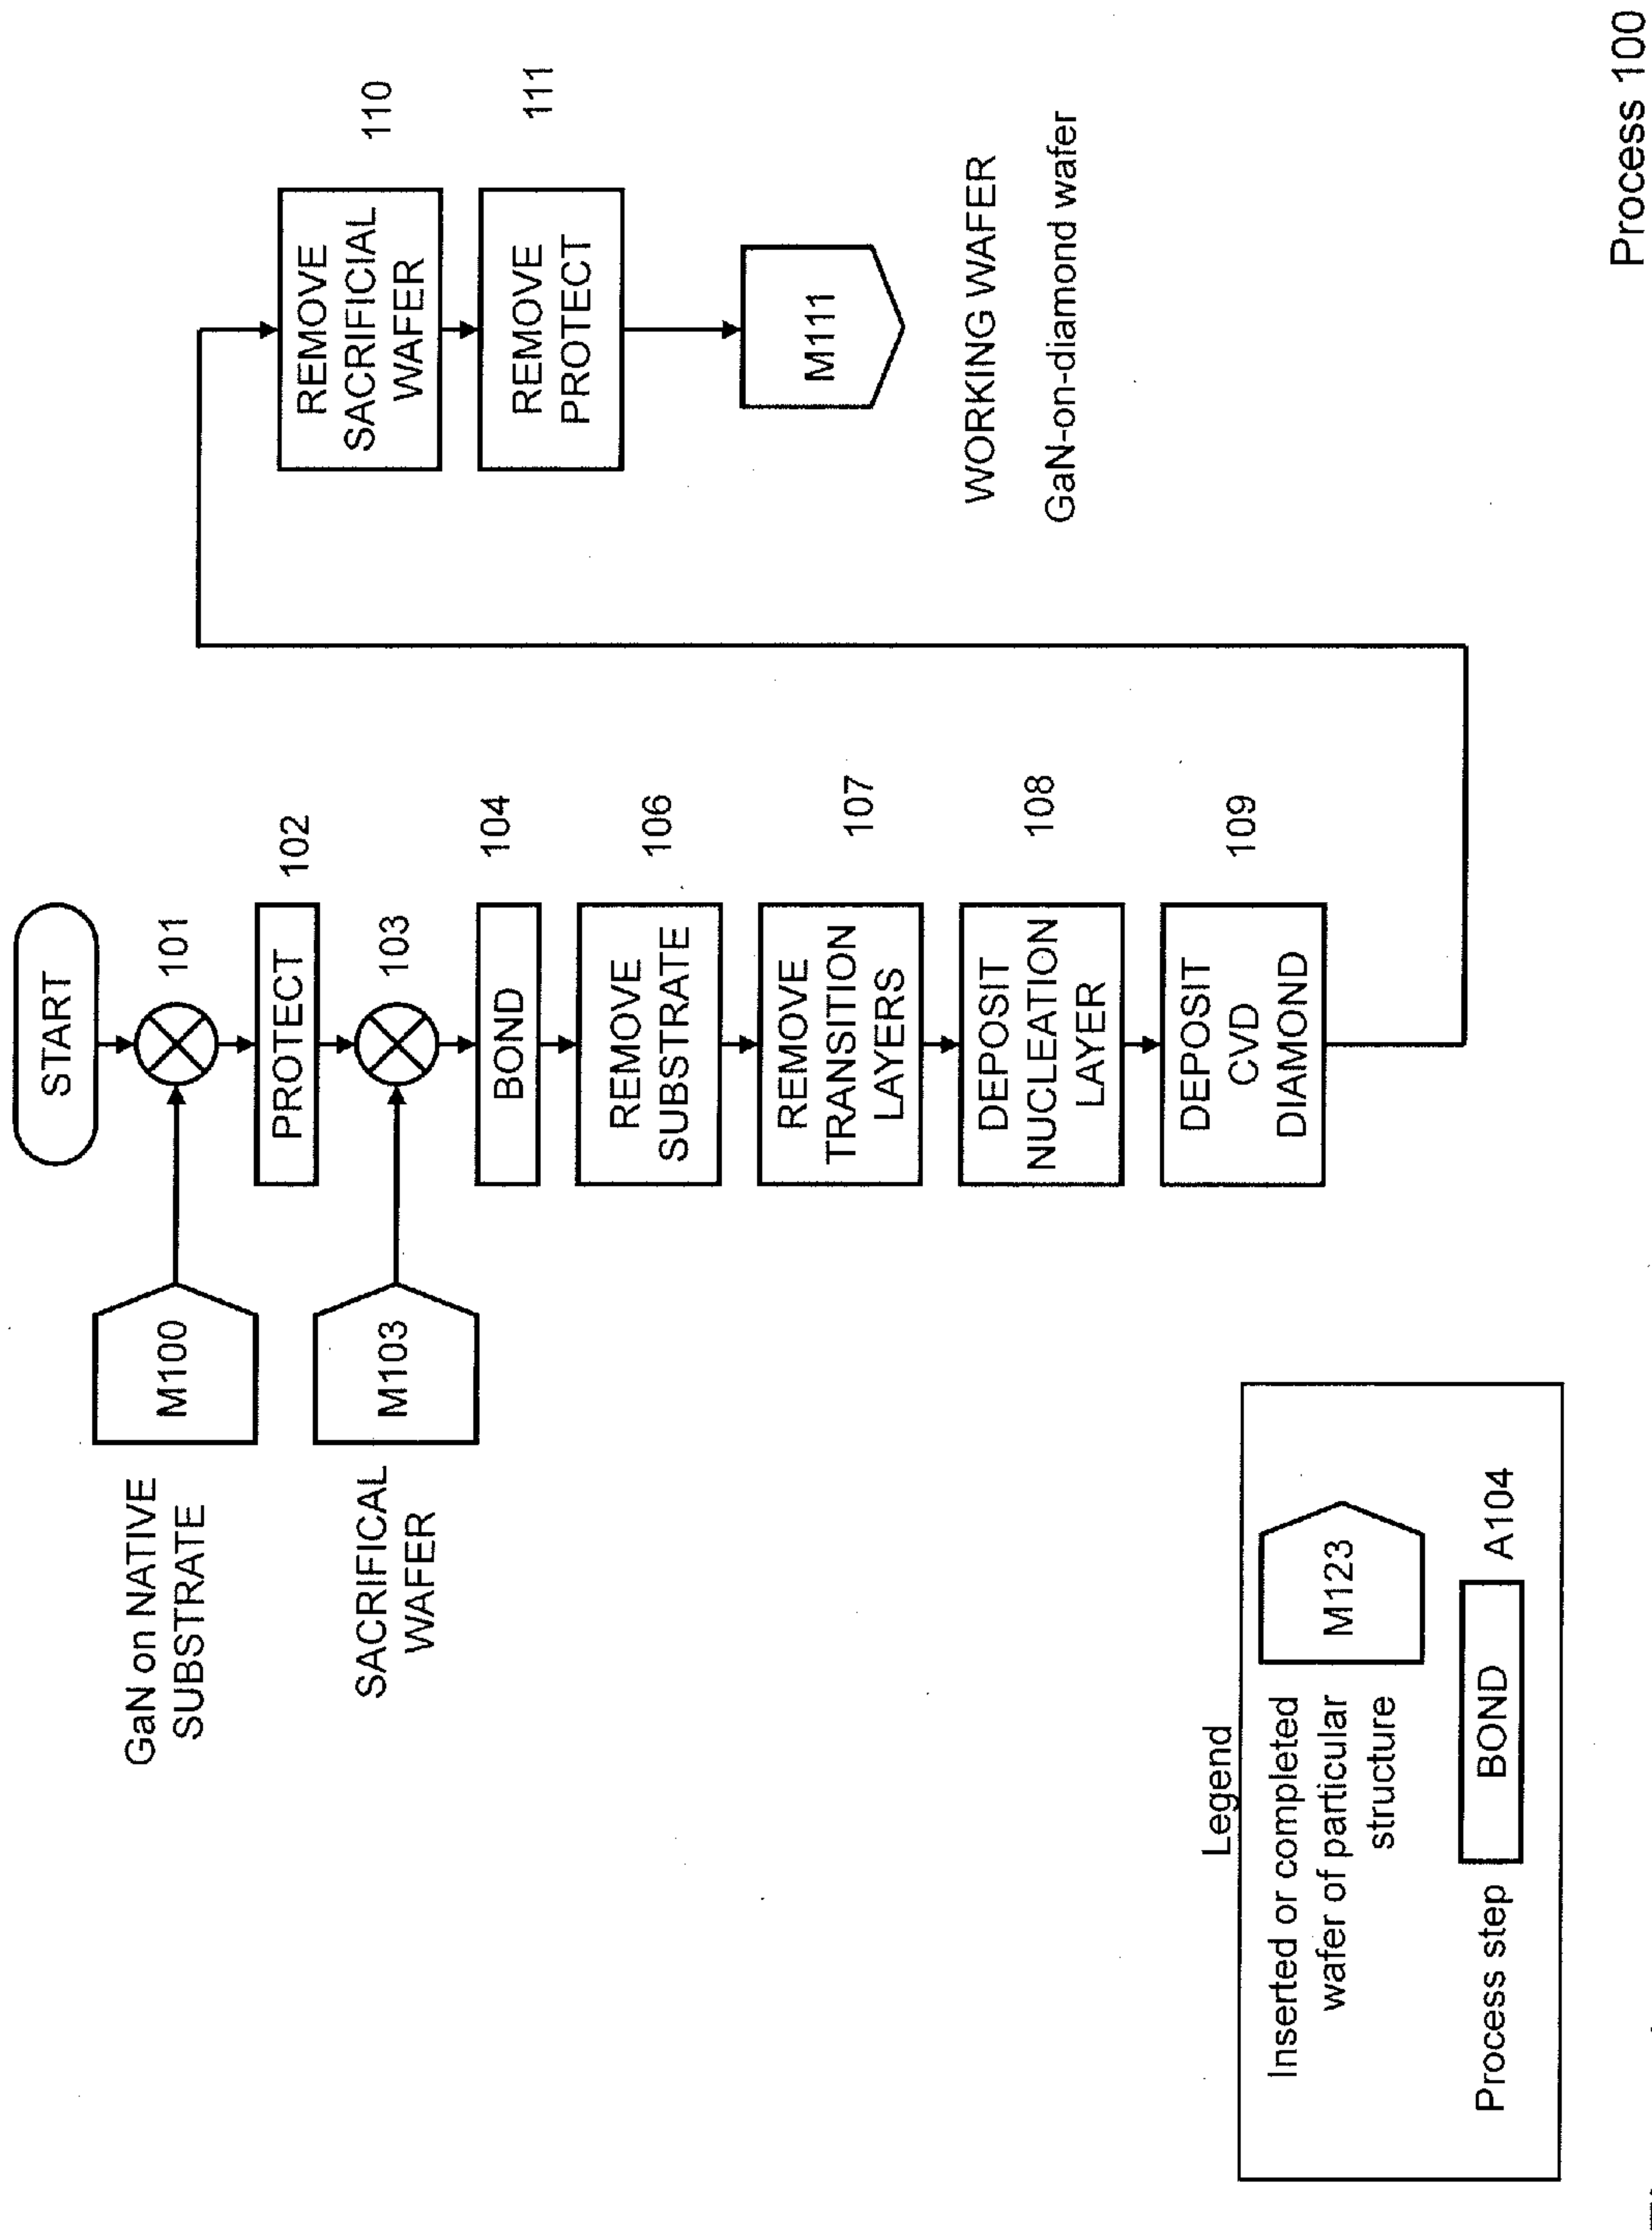 START
M100
101
GaN on NATIVE
SUBSTRATE
PROTECT
102
M103
103
SACRIFICAL
WAFER
BOND
104
REMOVE
SUBSTRATE
106
REMOVE
TRANSITION
LAYERS
107
DEPOSIT
NUCLEATION
LAYER
108
DEPOSIT
CVD
DIAMOND
109
REMOVE
SACRIFICIAL
WAFER
110
REMOVE
PROTECT
111
M111
WORKING WAFER
GaN-on-diamond wafer
Legend
Inserted or completed
wafer of particular
structure
M123
Process step
BOND
A104
Process 100